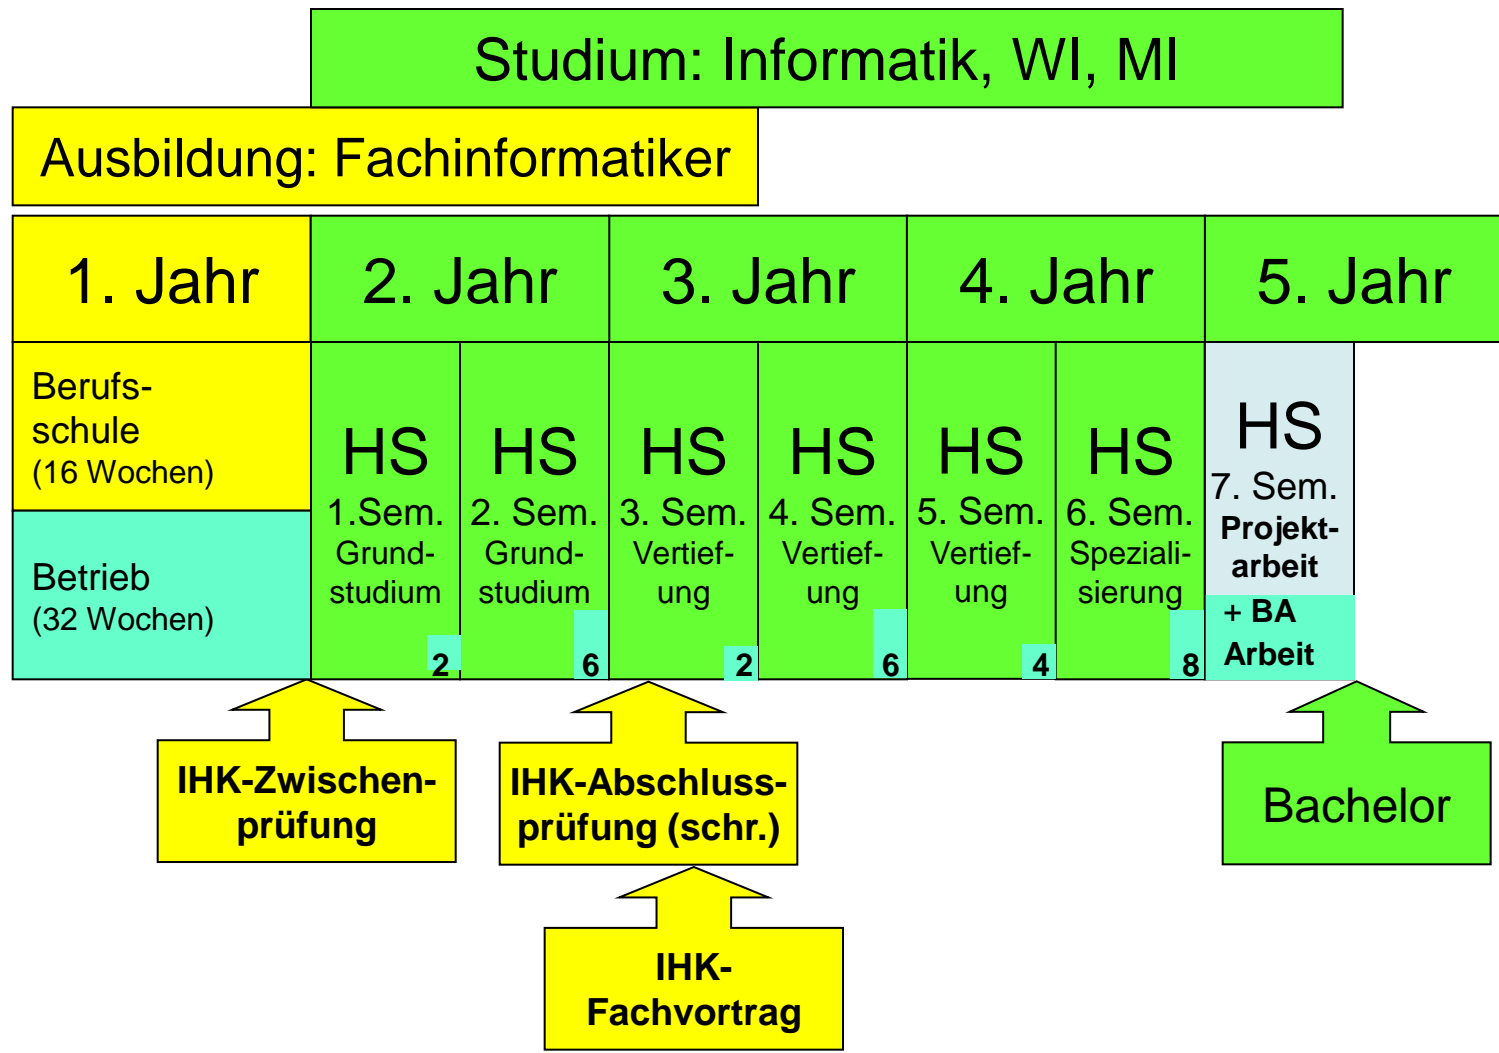 Studium: Informatik, WI, MI
Ausbildung: Fachinformatiker
1. Jahr
2. Jahr
3. Jahr
4. Jahr
5. Jahr
Berufs-
schule
(16 Wochen)
Betrieb
(32 Wochen)
HS
1.Sem.
Grund-
studium
2
HS
2. Sem.
Grund-
studium
6
HS
3. Sem.
Vertief-
ung
2
HS
4. Sem.
Vertief-
ung
6
HS
5. Sem.
Vertief-
ung
4
HS
6. Sem.
Speziali-
sierung
8
HS
7. Sem.
Projekt-
arbeit
+ BA
Arbeit
IHK-Zwischen-
prüfung
IHK-Abschluss-
prüfung (schr.)
IHK-
Fachvortrag
Bachelor